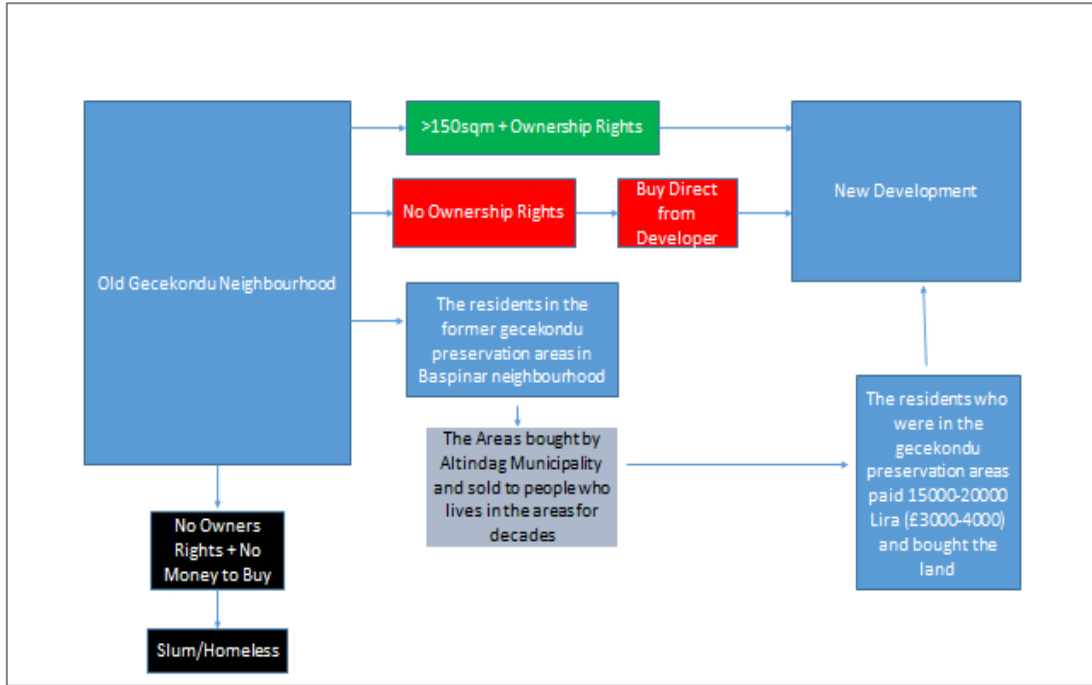 >150sqm + Ownership Rights
No Ownership Rights
Buy Direct
from
Developer
New Development
Old Gecekondu Neighbourhood
The residents in the
former gecekondu
preservation areas in
Baspinar neighbourhood
The Areas bought by
Altindag Municipality
and sold to people who
lives in the areas for
decades
The residents who
were in the
gecekondu
preservation areas
paid 15000-20000
Lira (£3000-4000)
and bought the
land
No Owners
Rights + No
Money to Buy
Slum/Homeless